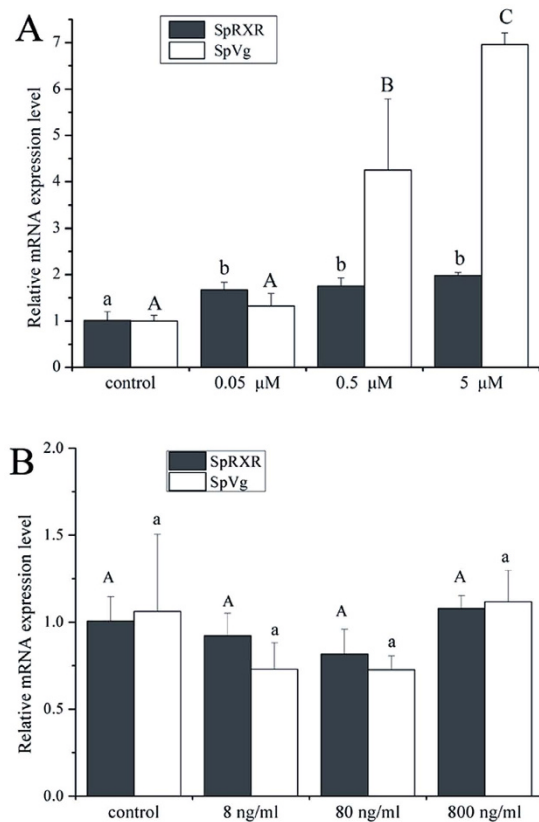 A
SpRXR
SpVg
Relative mRNA expression level
7
6
5
4
3
2
1
0
a
A
b
A
b
B
b
C
control
0.05 μM
0.5 μM
5 μM
B
SpRXR
SpVg
Relative mRNA expression level
2.0
1.5
1.0
0.5
0.0
A
a
A
a
A
a
A
a
control
8 ng/ml
80 ng/ml
800 ng/ml